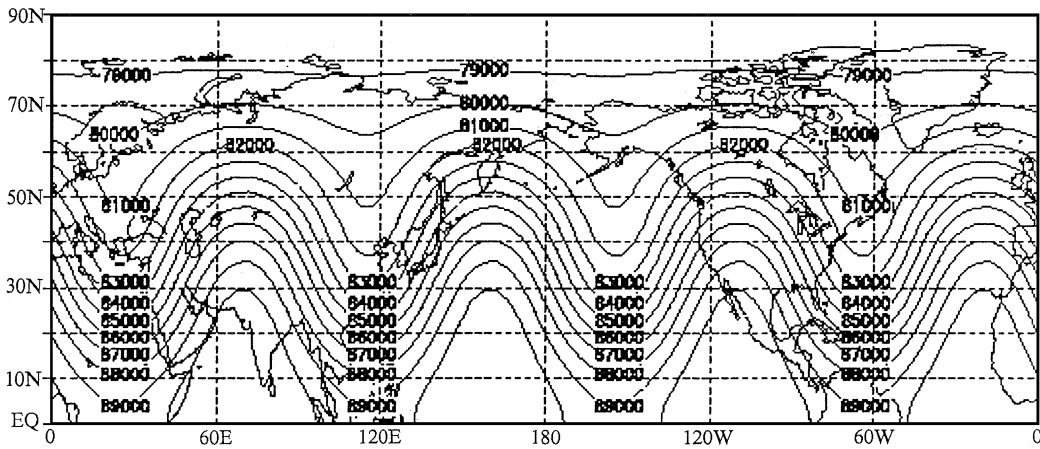 90N
79000 79000 79000
70N 80000
81000
80000 80000
82000 82000 82000
50N
81000 81000
30N 83000 83000 83000 83000
84000 84000 84000 84000
85000 85000 85000 85000
86000 86000 86000 86000
87000 87000 87000 87000
10N 88000 88000 88000 88000
89000 89000 89000 89000
EQ
0 60E 120E 180 120W 60W 0